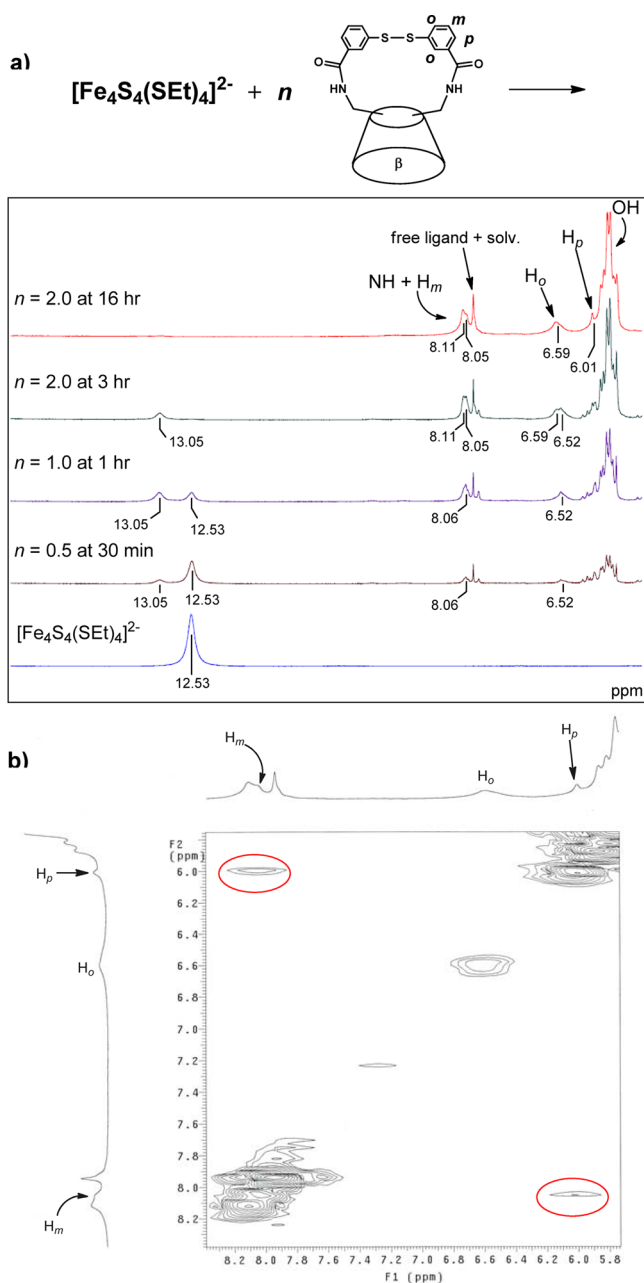 a)
o m
S S p
o
O O
NH HN
[Fe4S4(SEt)4]2- + n
β
OH
Hp
free ligand + solv.
NH + Hm
Ho
n = 2.0 at 16 hr
8.11 8.05 6.59 6.01
n = 2.0 at 3 hr
13.05 8.11 8.05 6.59 6.52
n = 1.0 at 1 hr
13.05 12.53 8.06 6.52
n = 0.5 at 30 min
13.05 12.53 8.06 6.52
[Fe4S4(SEt)4]2-
12.53
ppm
b)
Hm Ho Hp
F2
(ppm)
Hp
6.0
6.2
6.4
Ho
6.6
6.8
7.0
7.2
7.4
7.6
7.8
8.0
Hm
8.2
8.2 8.0 7.8 7.6 7.4 7.2 7.0 6.8 6.6 6.4 6.2 6.0 5.8
F1 (ppm)